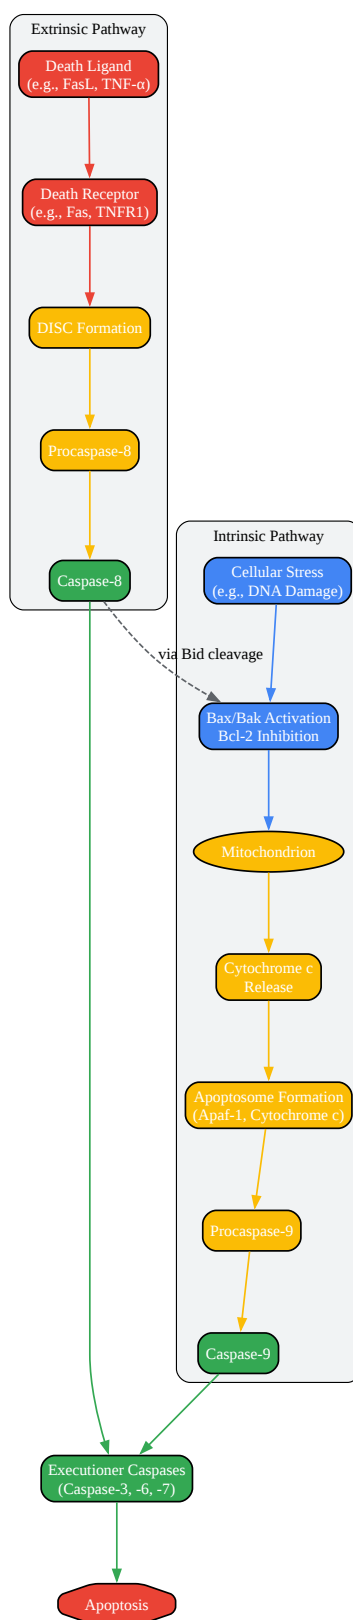 Extrinsic Pathway
Death Ligand
(e.g., FasL, TNF-α)
Death Receptor
(e.g., Fas, TNFR1)
DISC Formation
Procaspase-8
Caspase-8
Intrinsic Pathway
Cellular Stress
(e.g., DNA Damage)
via Bid cleavage
Bax/Bak Activation
Bcl-2 Inhibition
Mitochondrion
Cytochrome c
Release
Apoptosome Formation
(Apaf-1, Cytochrome c)
Procaspase-9
Caspase-9
Executioner Caspases
(Caspase-3, -6, -7)
Apoptosis